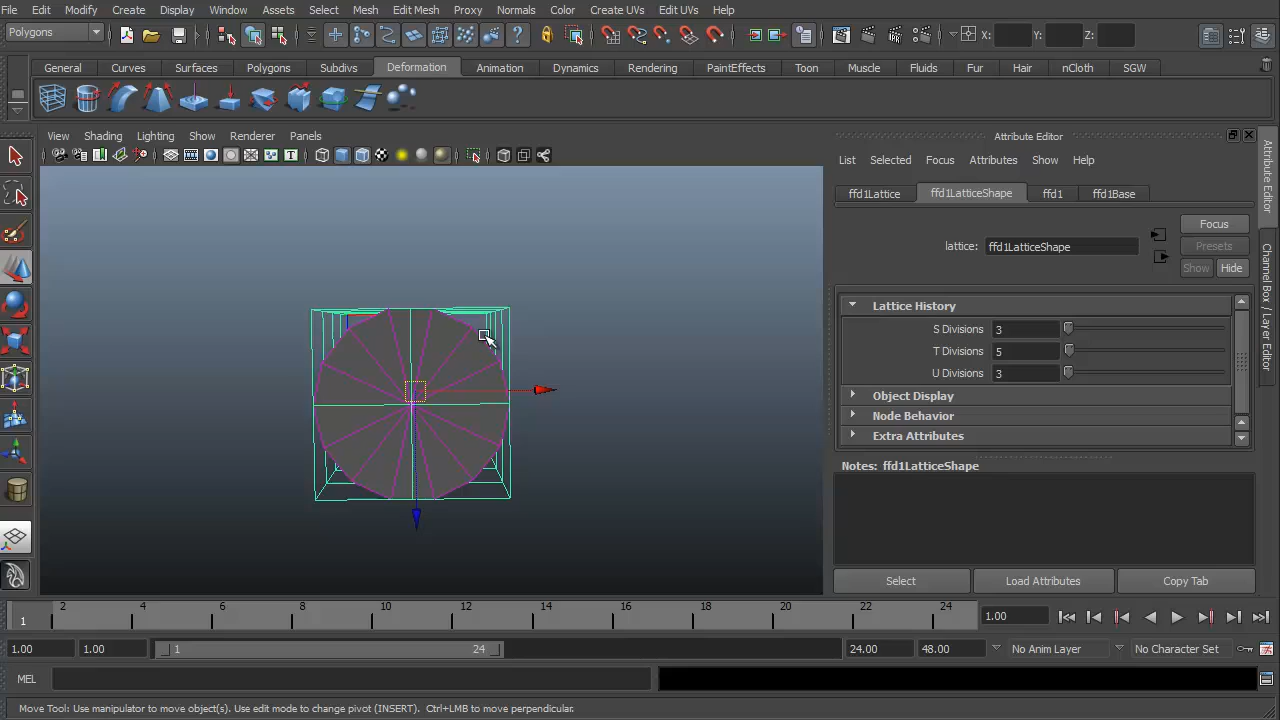 File Edit Modify Create Display Window Assets Select Mesh Edit Mesh Proxy Normals Color Create UVs Edit UVs Help
Polygons
X: Y: Z:
General Curves Surfaces Polygons Subdivs Deformation Animation Dynamics Rendering PaintEffects Toon Muscle Fluids Fur Hair nCloth SGW
View Shading Lighting Show Renderer Panels
Attribute Editor
List Selected Focus Attributes Show Help
ffd1Lattice ffd1LatticeShape ffd1 ffd1Base
lattice: ffd1LatticeShape
Focus
Presets
Show Hide
Lattice History
S Divisions 3
T Divisions 5
U Divisions 3
Object Display
Node Behavior
Extra Attributes
Notes: ffd1LatticeShape
Select Load Attributes Copy Tab
Attribute Editor
Channel Box / Layer Editor
1 2 4 6 8 10 12 14 16 18 20 22 24 1.00
1.00 1.00 1 24 24.00 48.00 No Anim Layer No Character Set
MEL
Move Tool: Use manipulator to move object(s). Use edit mode to change pivot (INSERT). Ctrl+LMB to move perpendicular.